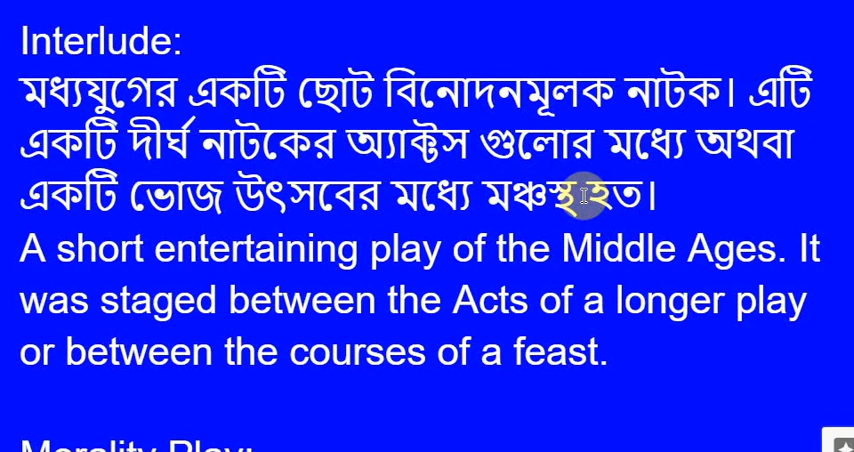 Interlude:
মধ্যযুগের একটি ছোট বিনোদনমূলক নাটক। এটি
একটি দীর্ঘ নাটকের অ্যাক্টস গুলোর মধ্যে অথবা
একটি ভোজ উৎসবের মধ্যে মঞ্চস্থ হত।
A short entertaining play of the Middle Ages. It
was staged between the Acts of a longer play
or between the courses of a feast.
Morality Play: